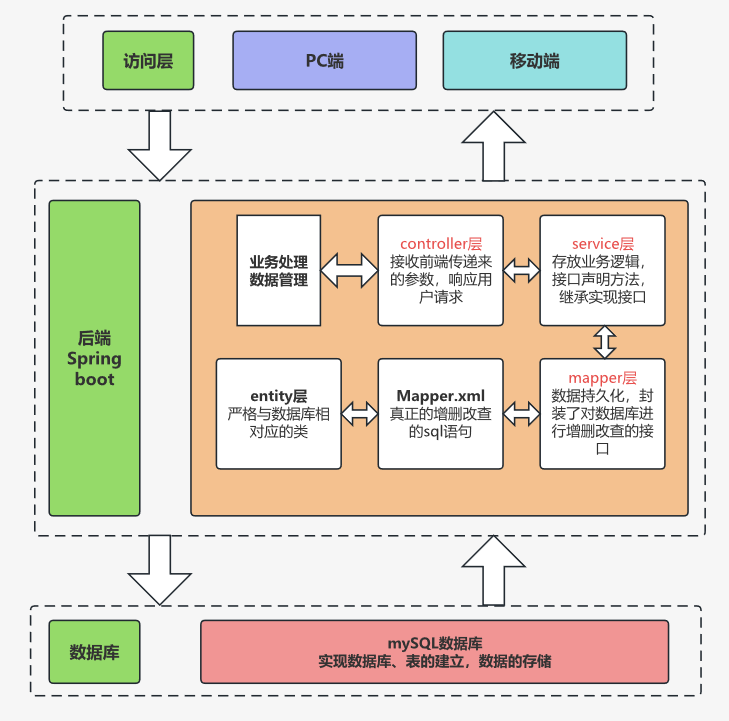 访问层
PC端
移动端
后端
Spring
boot
业务处理
数据管理
controller层
接收前端传递来
的参数，响应用
户请求
service层
存放业务逻辑，
接口声明方法，
继承实现接口
entity层
严格与数据库相
对应的类
Mapper.xml
真正的增删改查
的sql语句
mapper层
数据持久化，封
装了对数据库进
行增删改查的接
口
数据库
mySQL数据库
实现数据库、表的建立，数据的存储